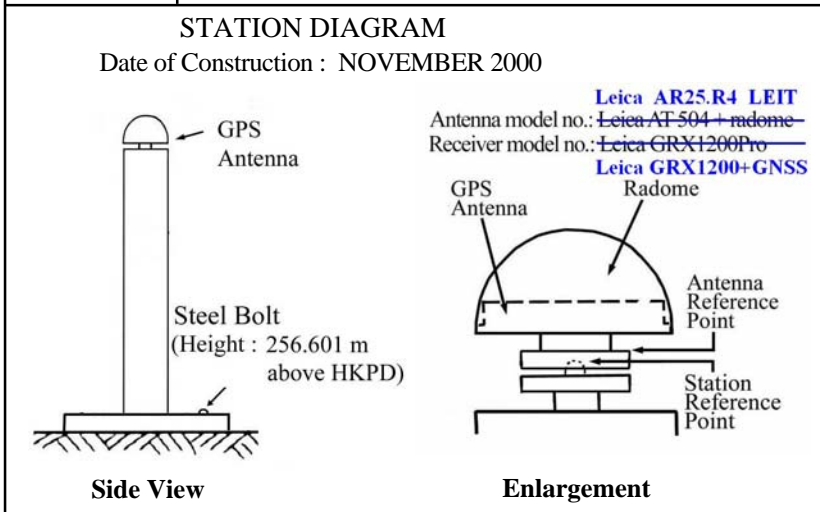 STATION DIAGRAM
Date of Construction : NOVEMBER 2000
GPS
Antenna
Steel Bolt
(Height : 256.601 m
above HKPD)
Side View
Leica AR25.R4 LEIT
Antenna model no.: Leica AT 504 + radome
Receiver model no.: Leica GRX1200Pro
Leica GRX1200+GNSS
GPS
Antenna
Radome
Antenna
Reference
Point
Station
Reference
Point
Enlargement